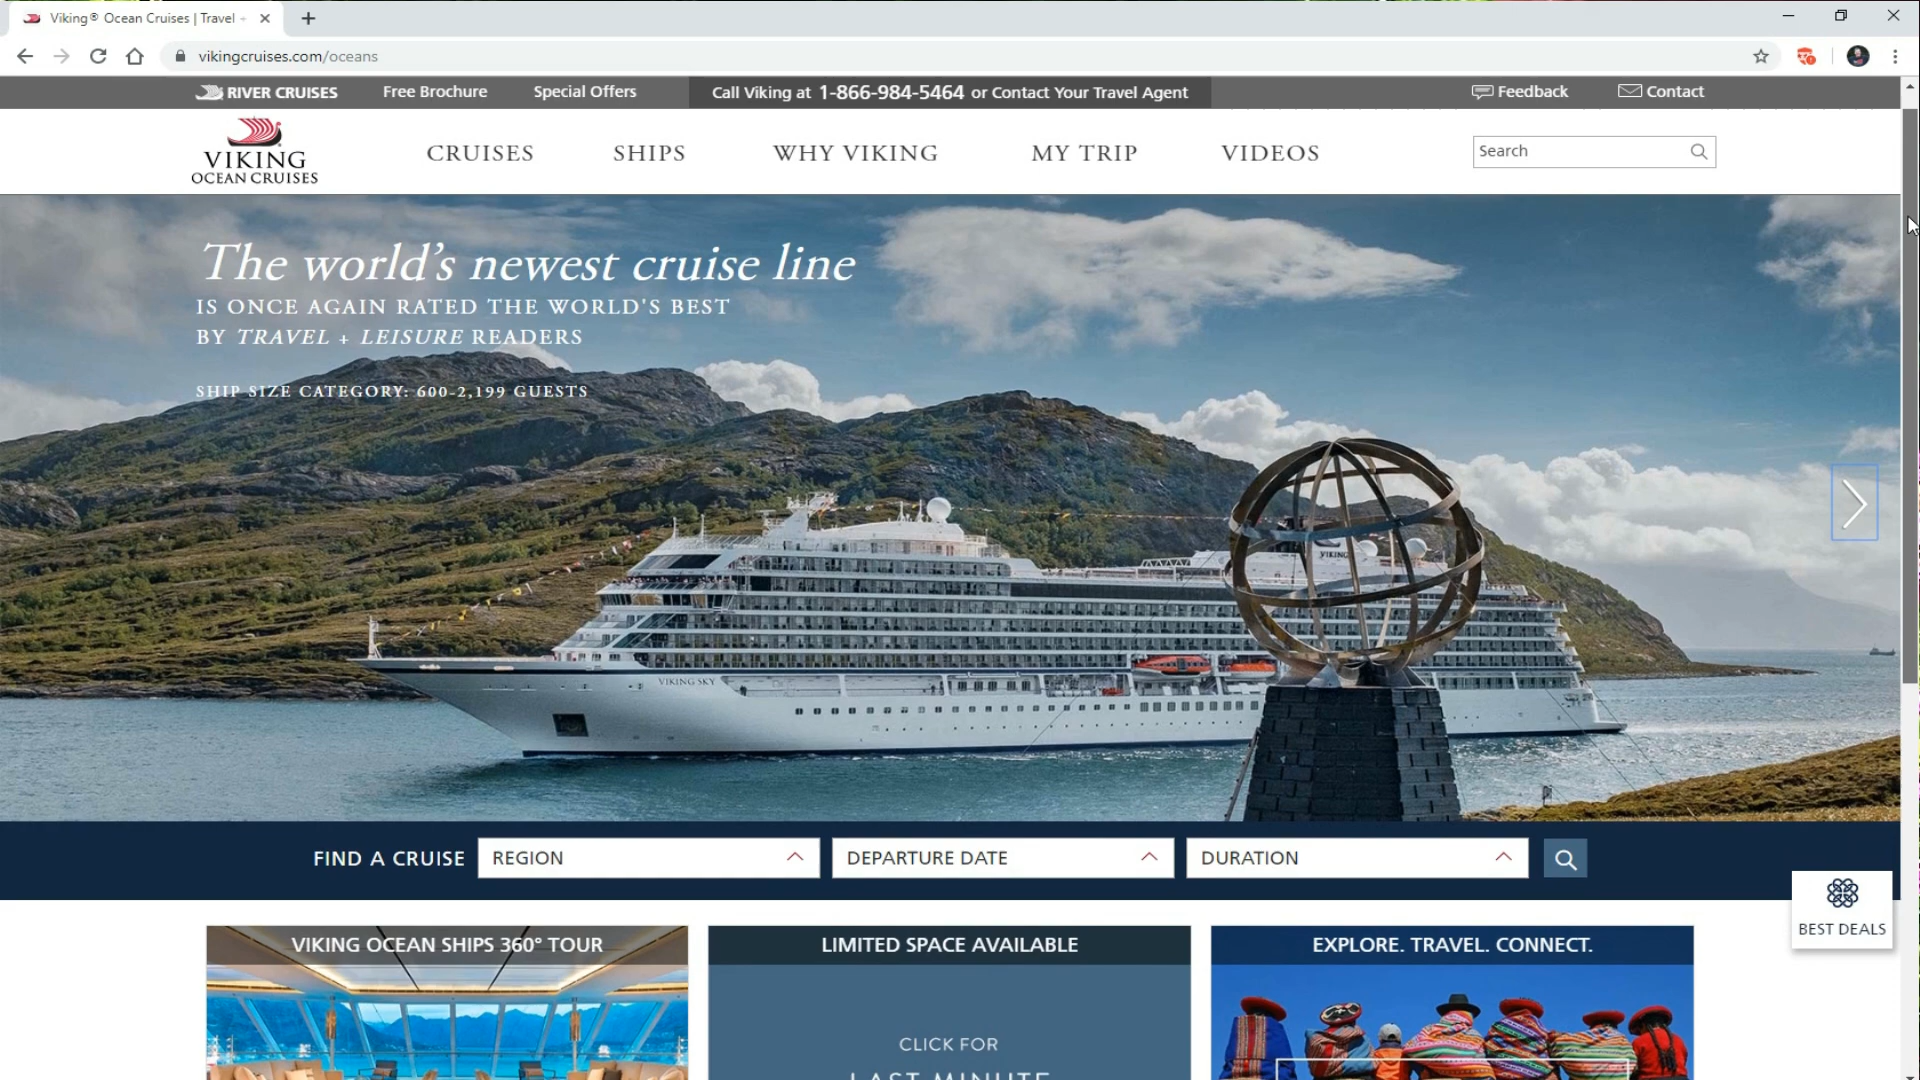 Viking® Ocean Cruises | Travel
vikingcruises.com/oceans
RIVER CRUISES
Free Brochure
Special Offers
Call Viking at 1-866-984-5464 or Contact Your Travel Agent
Feedback
Contact
VIKING
OCEAN CRUISES
CRUISES
SHIPS
WHY VIKING
MY TRIP
VIDEOS
Search
The world's newest cruise line
IS ONCE AGAIN RATED THE WORLD'S BEST
BY TRAVEL + LEISURE READERS
SHIP SIZE CATEGORY: 600-2,199 GUESTS
VIKING
VIKING SKY
FIND A CRUISE
REGION
DEPARTURE DATE
DURATION
BEST DEALS
VIKING OCEAN SHIPS 360° TOUR
LIMITED SPACE AVAILABLE
EXPLORE. TRAVEL. CONNECT.
CLICK FOR
LAST MINUTE